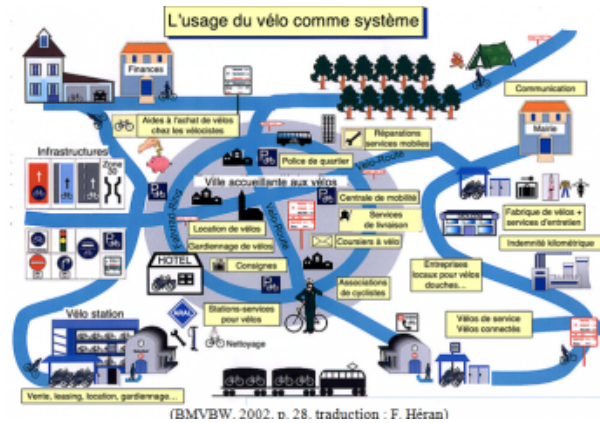 L'usage du vélo comme système
Finances
Aides à l'achat de vélos
chez les vélocistes
Communication
Mairie
Réparations
services mobiles
Infrastructures
Zone
30
Police de quartier
Vélo-Route
Ville accueillante aux vélos
Centrale de mobilité
Vélo-Route
Location de vélos
Services
de livraison
Gardiennage de vélos
Coursiers à vélo
Fabrique de vélos +
services d'entretien
Indemnité kilométrique
HOTEL
Consignes
Entreprises
locaux pour vélos
douches...
Associations
de cyclistes
Stations-services
pour vélos
ARAL
Vélo station
Nettoyage
Vélos de service
Vélos connectés
Vente, leasing, location, gardiennage...
(BMVBW, 2002, p. 28, traduction : F. Héran)